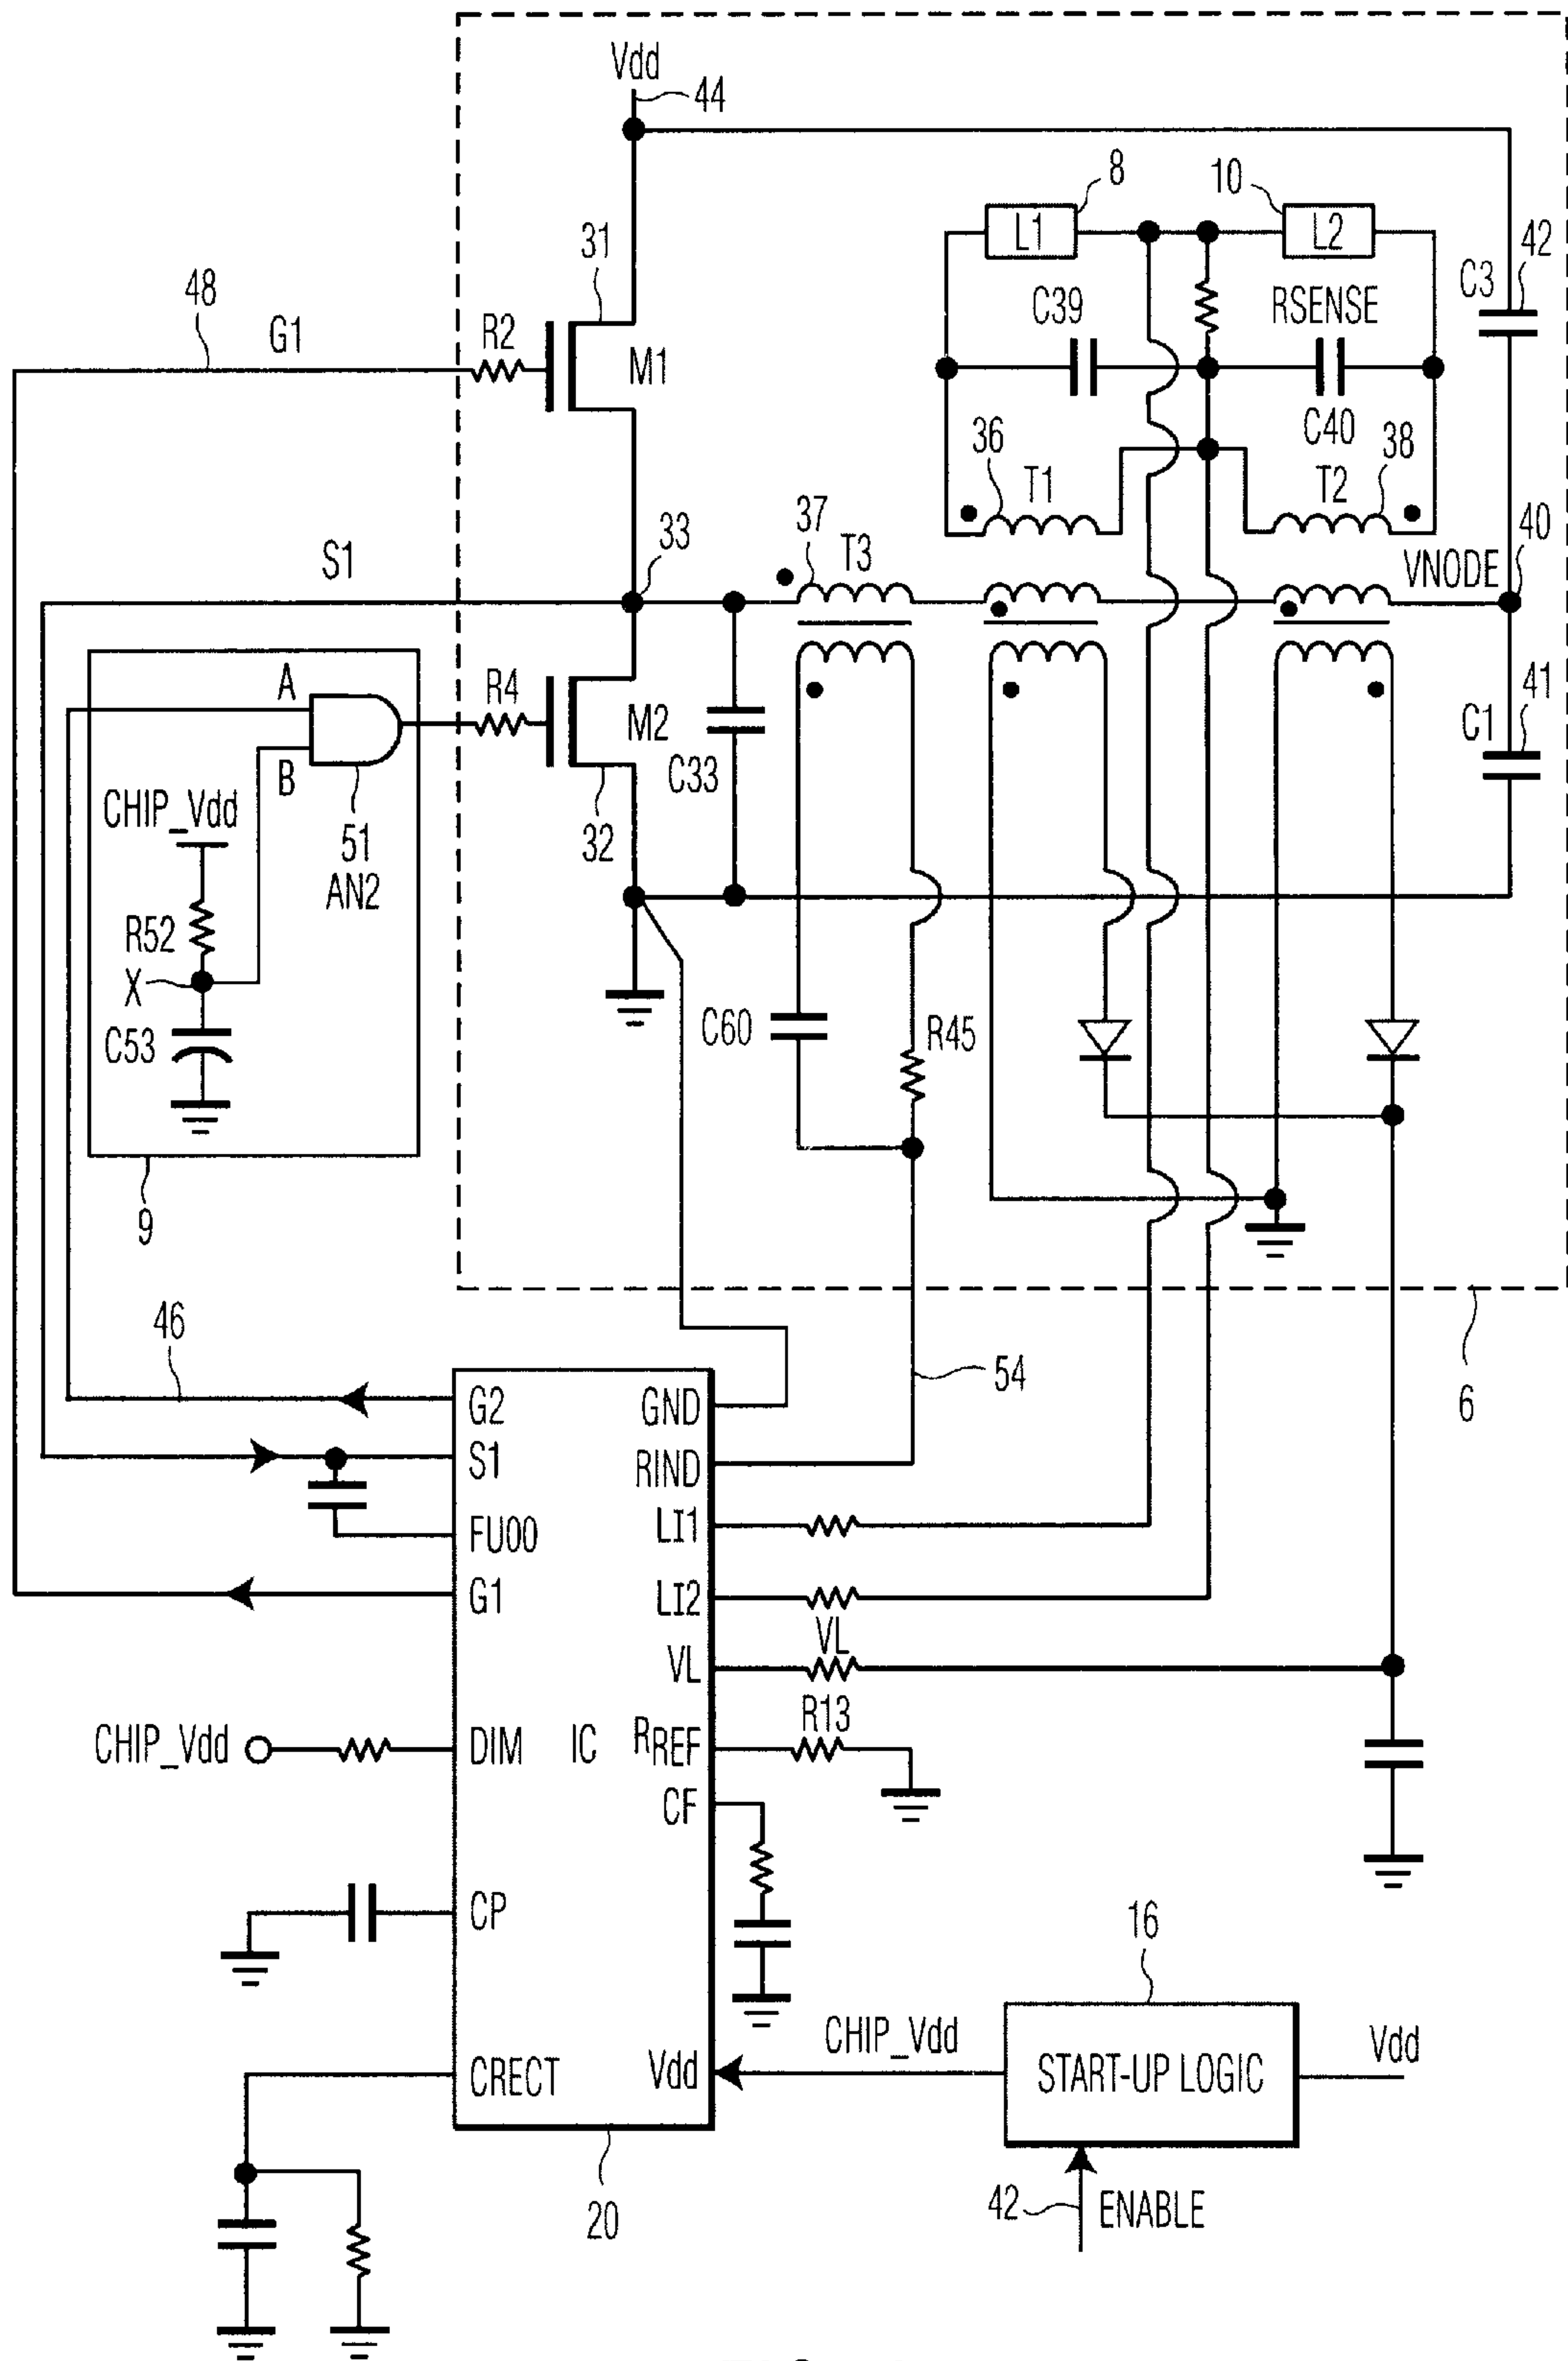 Vdd
44
8
10
L1
L2
42
C3
31
48
G1
R2
M1
C39
RSENSE
C40
36
T1
T2
38
37
T3
33
S1
VNODE
40
A
R4
M2
C33
41
C1
B
CHIP_Vdd
51
AN2
32
R52
X
C53
C60
R45
9
46
54
6
G2
GND
S1
RIND
FU00
LI1
G1
LI2
VL
VL
R13
CHIP_Vdd
DIM
IC
RREF
CF
CP
16
CHIP_Vdd
Vdd
CRECT
Vdd
START-UP LOGIC
20
42
ENABLE